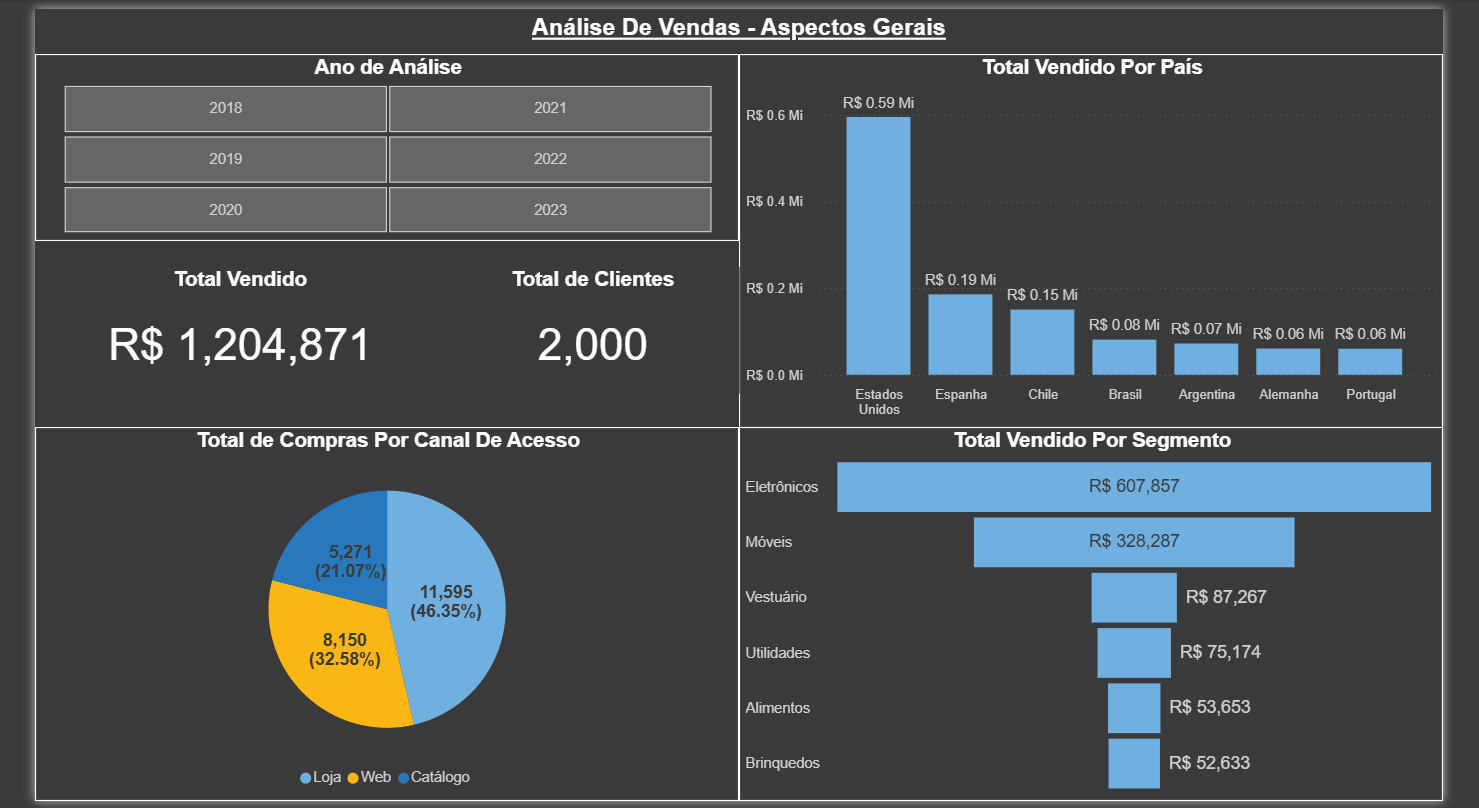 Análise De Vendas - Aspectos Gerais
Ano de Análise
2018
2021
2019
2022
2020
2023
Total Vendido
R$ 1,204,871
Total de Clientes
2,000
Total Vendido Por País
R$ 0.6 Mi
R$ 0.4 Mi
R$ 0.2 Mi
R$ 0.0 Mi
R$ 0.59 Mi
R$ 0.19 Mi
R$ 0.15 Mi
R$ 0.08 Mi
R$ 0.07 Mi
R$ 0.06 Mi
R$ 0.06 Mi
Estados
Unidos
Espanha
Chile
Brasil
Argentina
Alemanha
Portugal
Total de Compras Por Canal De Acesso
5,271
(21.07%)
11,595
(46.35%)
8,150
(32.58%)
Loja
Web
Catálogo
Total Vendido Por Segmento
Eletrônicos
R$ 607,857
Móveis
R$ 328,287
Vestuário
R$ 87,267
Utilidades
R$ 75,174
Alimentos
R$ 53,653
Brinquedos
R$ 52,633